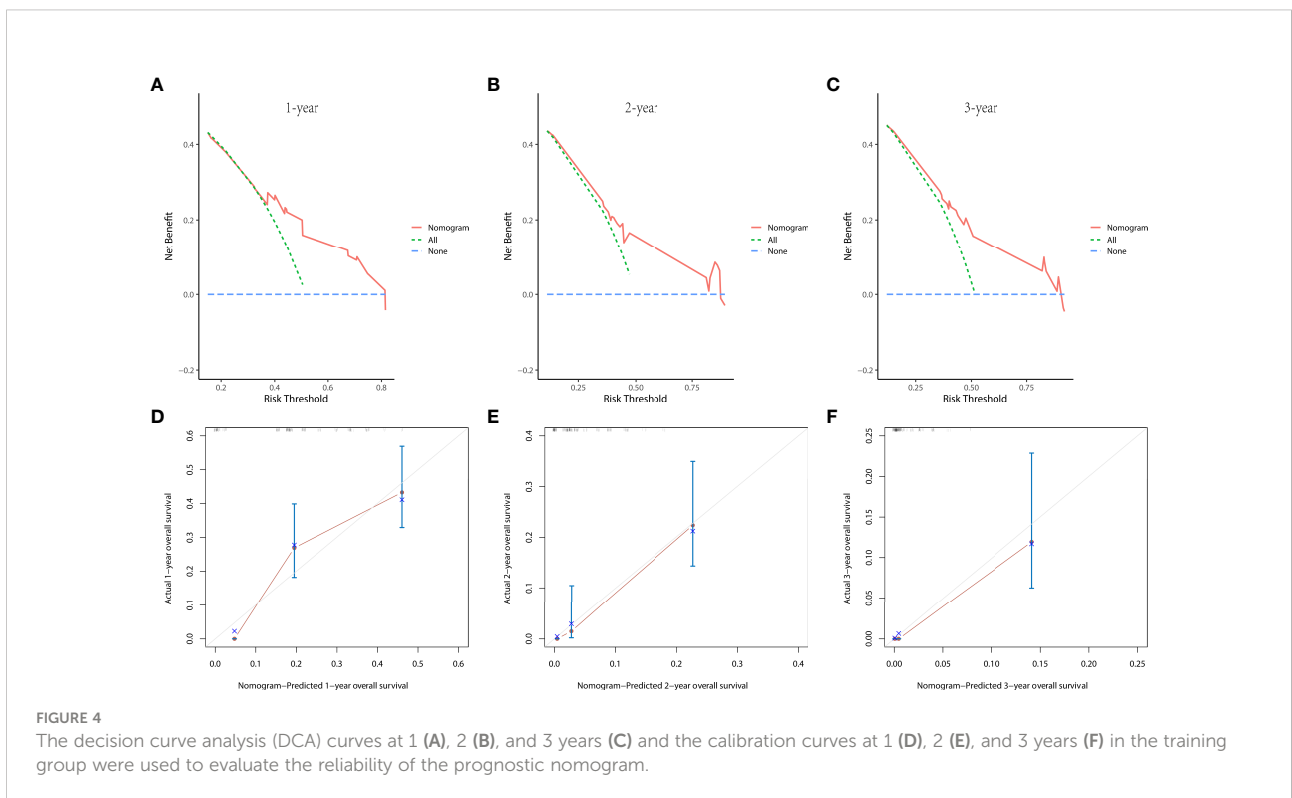 A
B
C
1-year
2-year
3-year
Net Benefit
0.4
0.2
0.0
−0.2
0.2
0.4
0.6
0.8
Risk Threshold
Nomogram
All
None
Net Benefit
0.4
0.2
0.0
−0.2
0.25
0.50
0.75
Risk Threshold
Nomogram
All
None
Net Benefit
0.4
0.2
0.0
−0.2
0.25
0.50
0.75
Risk Threshold
Nomogram
All
None
D
Actual 1−year overall survival
0.6
0.5
0.4
0.3
0.2
0.1
0.0
0.0
0.1
0.2
0.3
0.4
0.5
0.6
Nomogram−Predicted 1−year overall survival
E
Actual 2−year overall survival
0.4
0.3
0.2
0.1
0.0
0.0
0.1
0.2
0.3
0.4
Nomogram−Predicted 2−year overall survival
F
Actual 3−year overall survival
0.25
0.20
0.15
0.10
0.05
0.00
0.00
0.05
0.10
0.15
0.20
0.25
Nomogram−Predicted 3−year overall survival
FIGURE 4
The decision curve analysis (DCA) curves at 1 (A), 2 (B), and 3 years (C) and the calibration curves at 1 (D), 2 (E), and 3 years (F) in the training
group were used to evaluate the reliability of the prognostic nomogram.